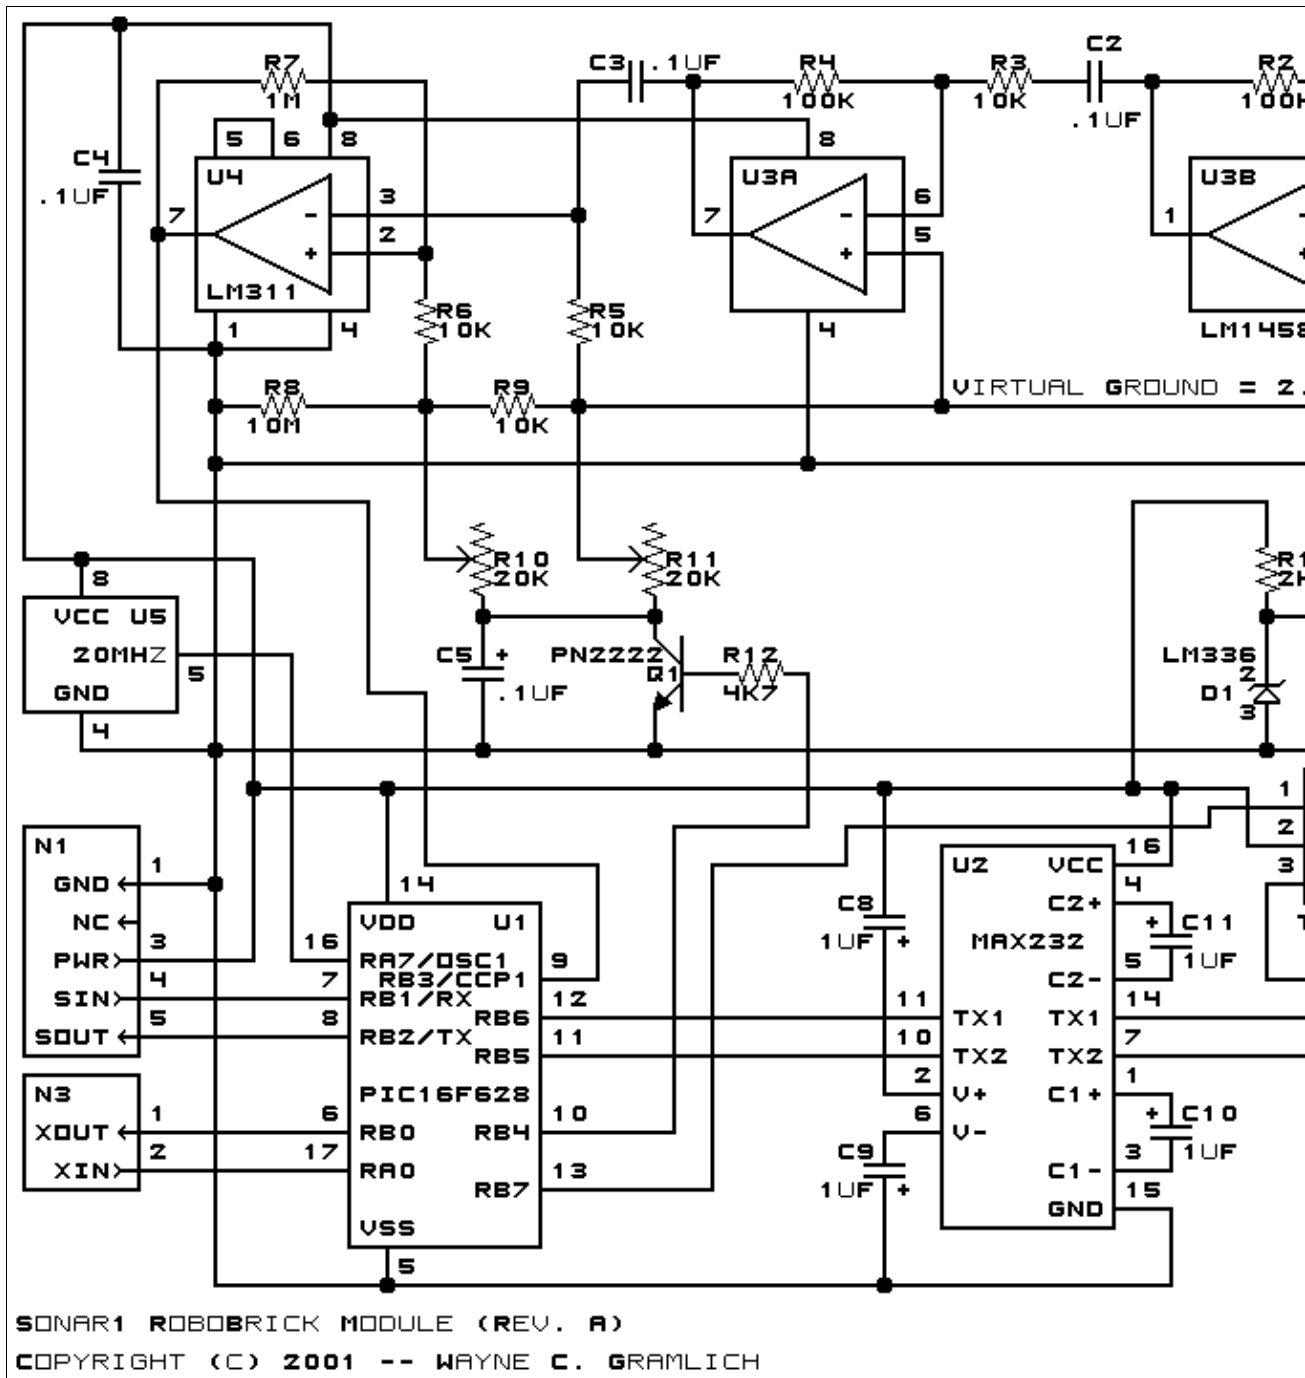 C2
R7
C3 .1UF
R4
R3
R2
1M
100K
10K
100K
.1UF
5 6 8
8
C4
.1UF
U4
U3A
U3B
3
6
7
-
7
-
1
2
5
+
+
+
LM311
R6
10K
R5
10K
1
4
4
LM1458
R8
R9
VIRTUAL GROUND = 2.
10M
10K
R10
20K
R11
20K
R1
8
VCC U5
20MHZ
5
GND
4
C5 +
.1UF
PN2222
Q1
R12
4K7
LM336
2
D1
3
1
2
3
N1
1
GND
NC
3
PWR
4
SIN
5
SOUT
14
VDD U1
16
RA7/OSC1
9
RB3/CCP1
7
RB1/RX
12
RB6
8
RB2/TX
11
RB5
PIC16F628
6
RB0
10
RB4
17
RA0
13
RB7
VSS
5
N3
1
XOUT
2
XIN
C8
1UF +
C9
1UF +
U2 VCC
16
4
C2+
MAX232
+ C11
1UF
5
C2-
11
14
TX1 TX1
10
7
TX2 TX2
2
1
V+ C1+
6
+ C10
1UF
V-
3
C1-
15
GND
SONAR1 ROBOBRICK MODULE (REV. A)
COPYRIGHT (C) 2001 -- WAYNE C. GRAMLICH